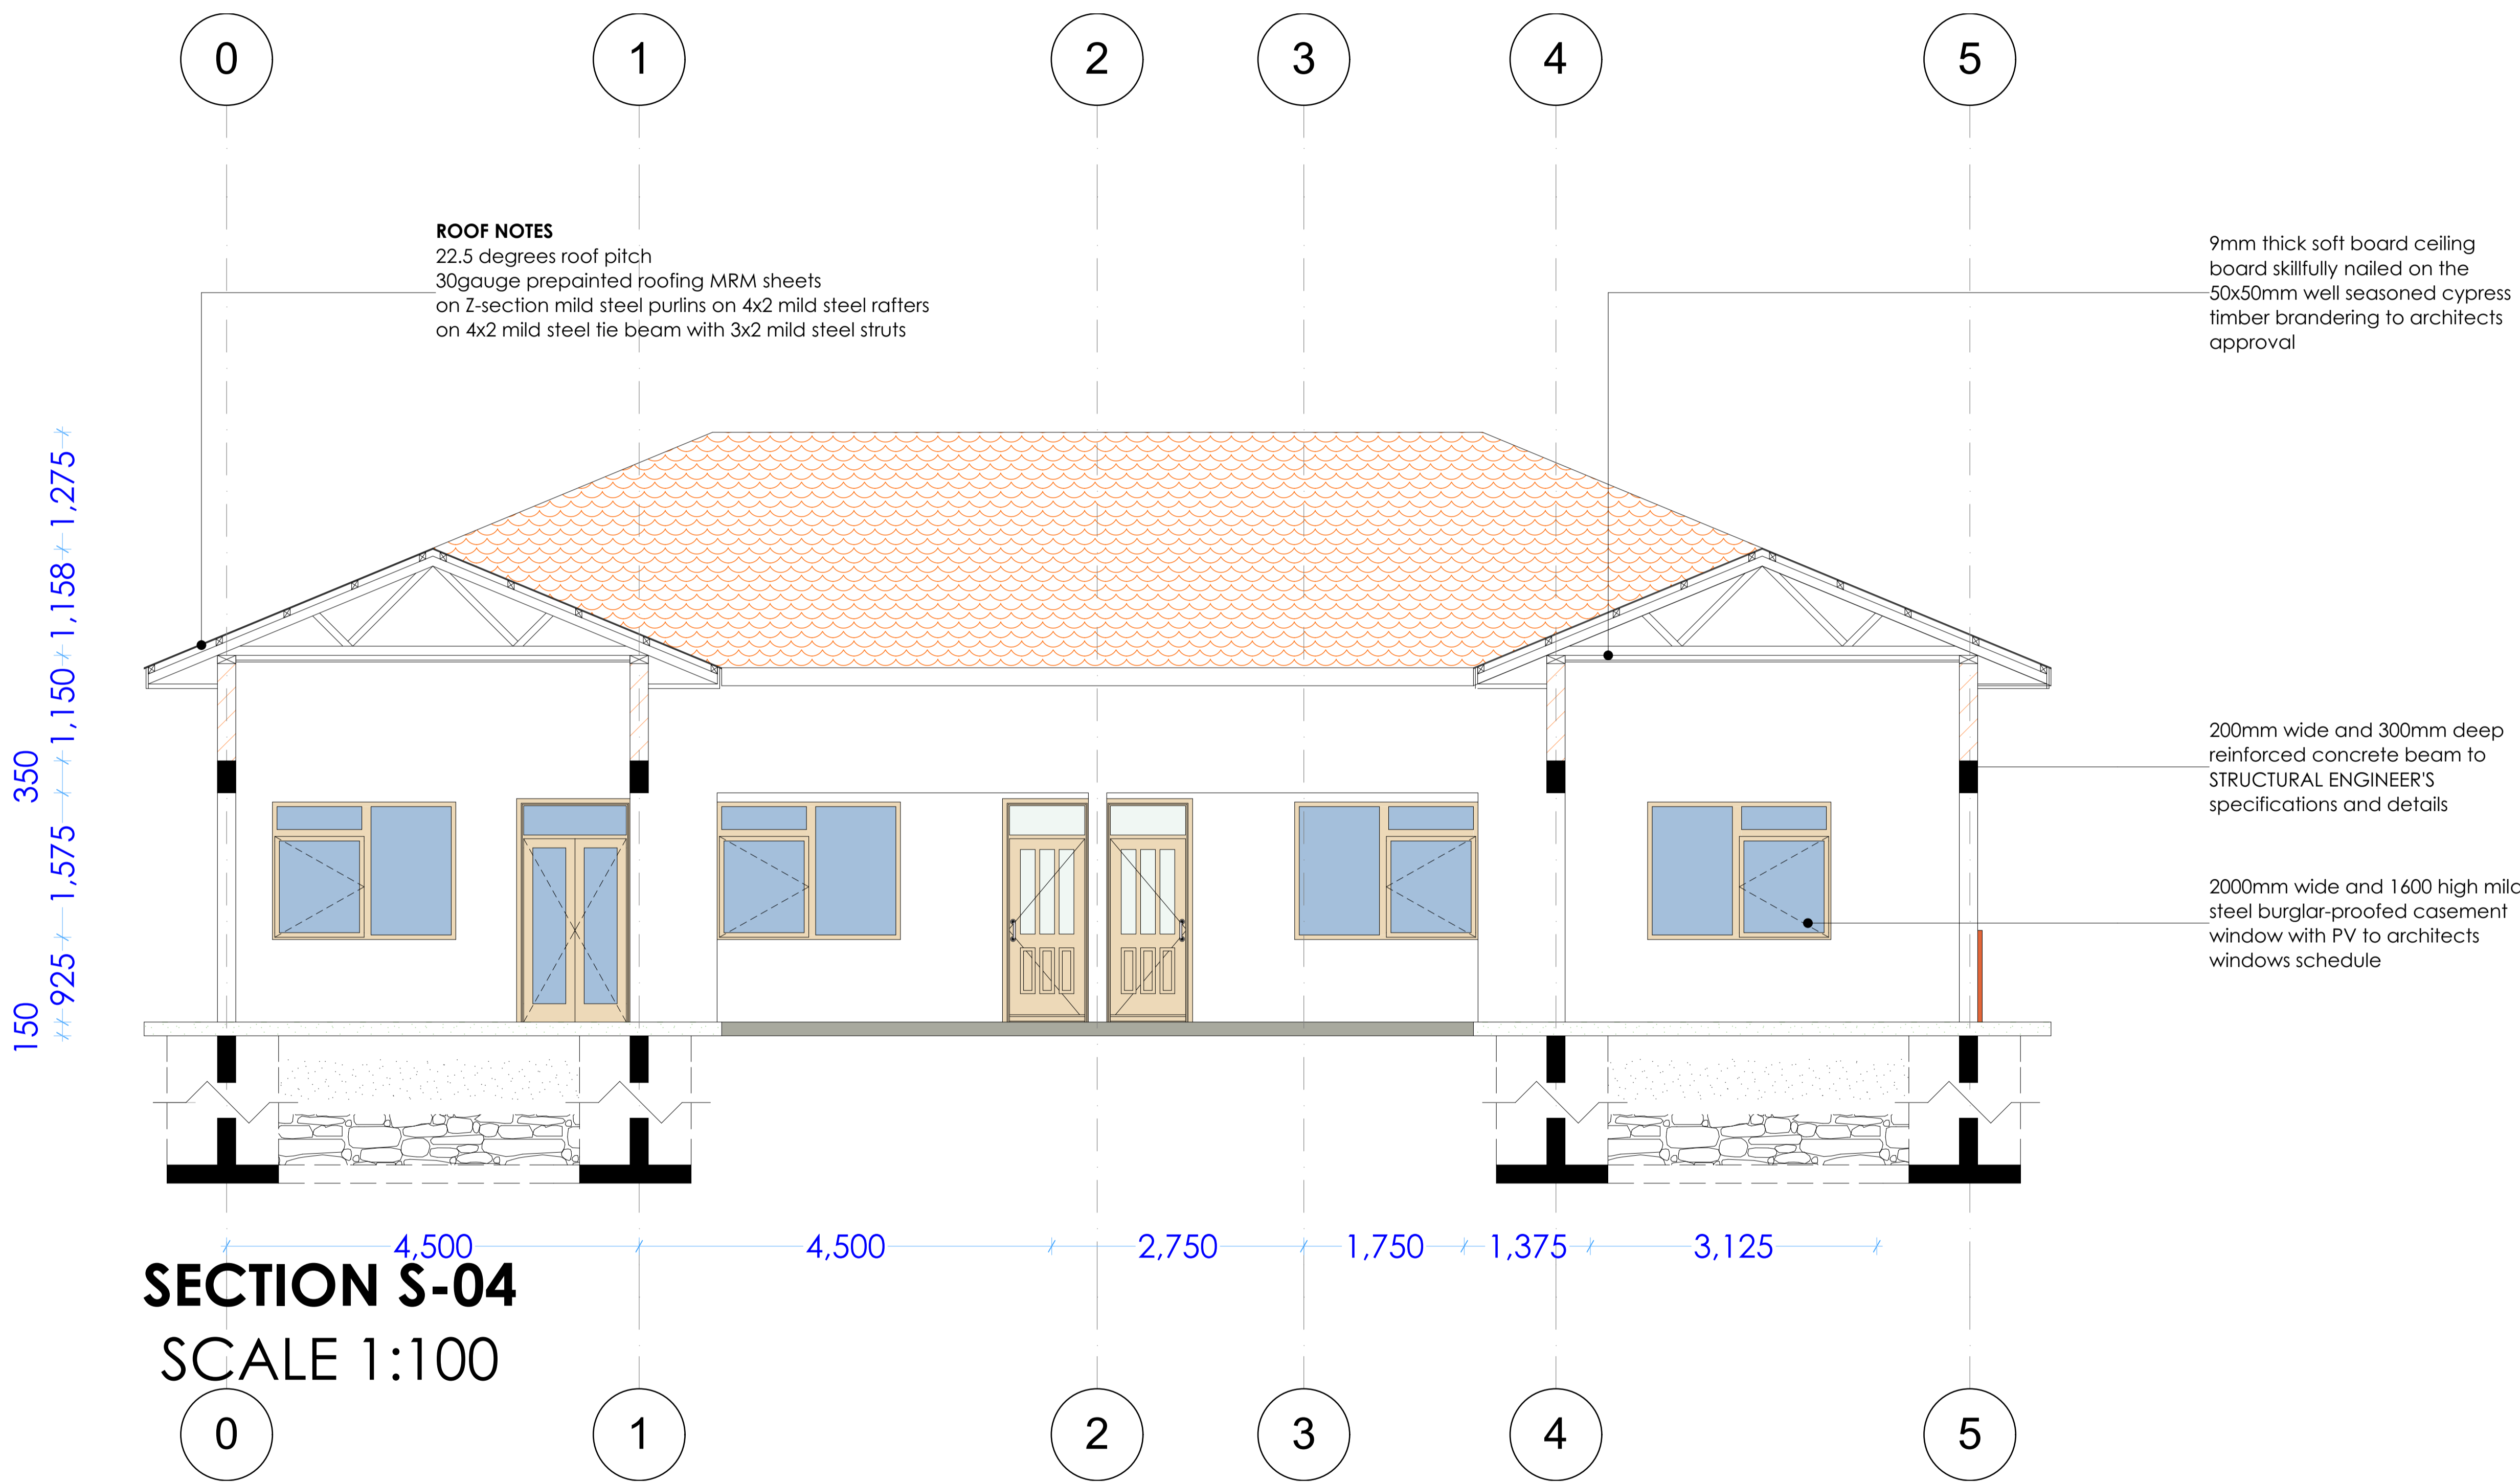 0 1 2 3 4 5
ROOF NOTES
22.5 degrees roof pitch
30gauge prepainted roofing MRM sheets
on Z-section mild steel purlins on 4x2 mild steel rafters
on 4x2 mild steel tie beam with 3x2 mild steel struts
9mm thick soft board ceiling
board skillfully nailed on the
50x50mm well seasoned cypress
timber brandering to architects
approval
1,275
1,158
1,150
350
1,575
925
150
200mm wide and 300mm deep
reinforced concrete beam to
STRUCTURAL ENGINEER'S
specifications and details
2000mm wide and 1600 high mild
steel burglar-proofed casement
window with PV to architects
windows schedule
4,500 4,500 2,750 1,750 1,375 3,125
SECTION S-04
SCALE 1:100
0 1 2 3 4 5